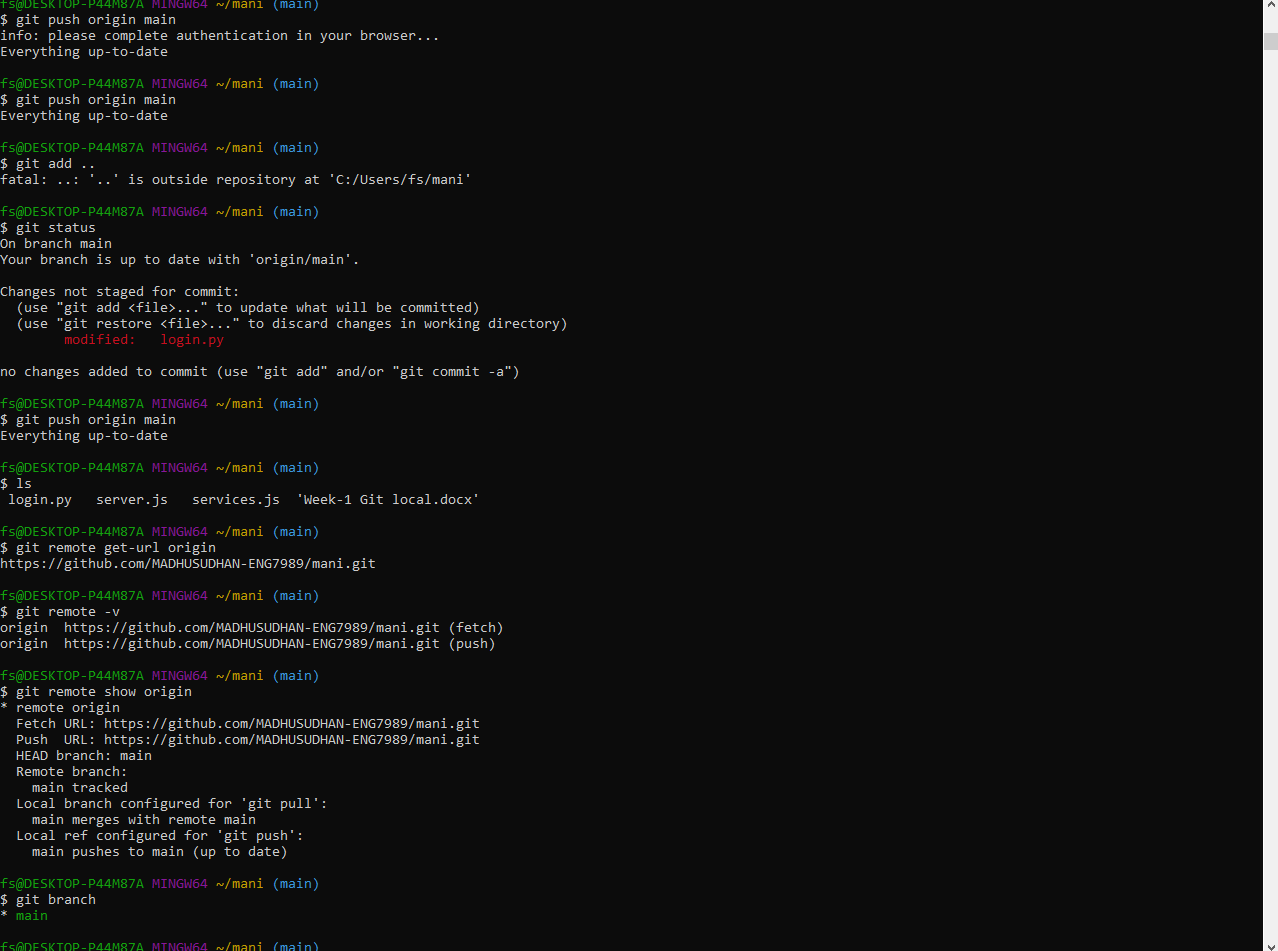 fs@DESKTOP-P44M87A MINGW64 ~/mani (main)
$ git push origin main
info: please complete authentication in your browser...
Everything up-to-date

fs@DESKTOP-P44M87A MINGW64 ~/mani (main)
$ git push origin main
Everything up-to-date

fs@DESKTOP-P44M87A MINGW64 ~/mani (main)
$ git add ..
fatal: ..: '..' is outside repository at 'C:/Users/fs/mani'

fs@DESKTOP-P44M87A MINGW64 ~/mani (main)
$ git status
On branch main
Your branch is up to date with 'origin/main'.

Changes not staged for commit:
  (use "git add <file>..." to update what will be committed)
  (use "git restore <file>..." to discard changes in working directory)
        modified:   login.py

no changes added to commit (use "git add" and/or "git commit -a")

fs@DESKTOP-P44M87A MINGW64 ~/mani (main)
$ git push origin main
Everything up-to-date

fs@DESKTOP-P44M87A MINGW64 ~/mani (main)
$ ls
 login.py   server.js   services.js  'Week-1 Git local.docx'

fs@DESKTOP-P44M87A MINGW64 ~/mani (main)
$ git remote get-url origin
https://github.com/MADHUSUDHAN-ENG7989/mani.git

fs@DESKTOP-P44M87A MINGW64 ~/mani (main)
$ git remote -v
origin  https://github.com/MADHUSUDHAN-ENG7989/mani.git (fetch)
origin  https://github.com/MADHUSUDHAN-ENG7989/mani.git (push)

fs@DESKTOP-P44M87A MINGW64 ~/mani (main)
$ git remote show origin
* remote origin
  Fetch URL: https://github.com/MADHUSUDHAN-ENG7989/mani.git
  Push  URL: https://github.com/MADHUSUDHAN-ENG7989/mani.git
  HEAD branch: main
  Remote branch:
    main tracked
  Local branch configured for 'git pull':
    main merges with remote main
  Local ref configured for 'git push':
    main pushes to main (up to date)

fs@DESKTOP-P44M87A MINGW64 ~/mani (main)
$ git branch
* main

fs@DESKTOP-P44M87A MINGW64 ~/mani (main)